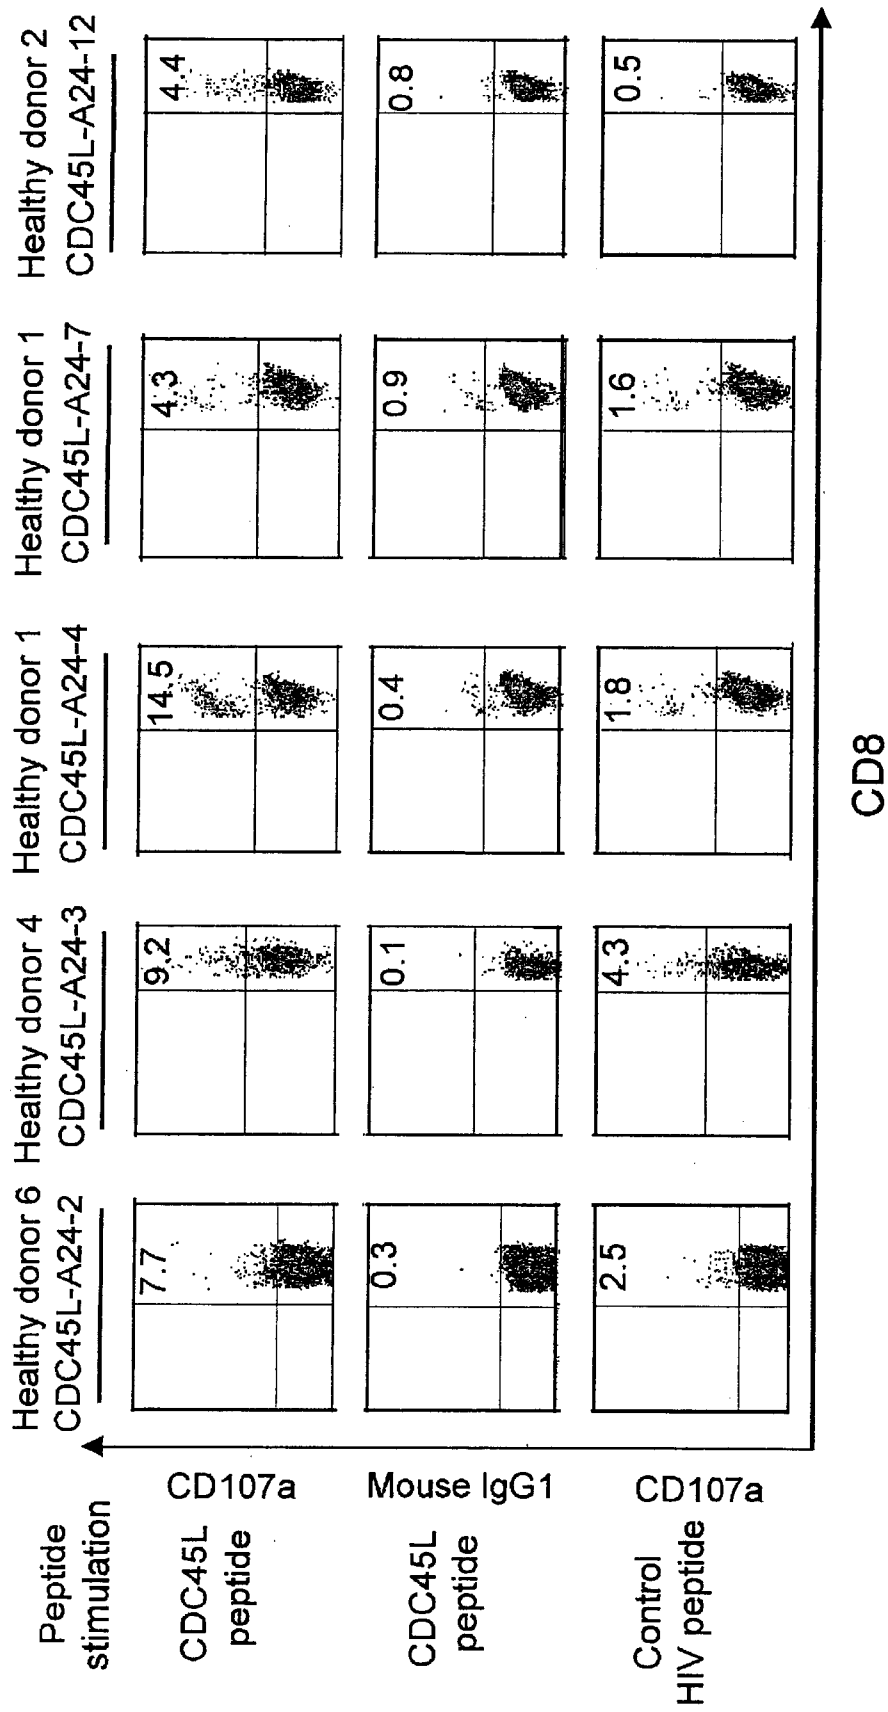 Healthy donor 6
CDC45L-A24-2
Healthy donor 4
CDC45L-A24-3
Healthy donor 1
CDC45L-A24-4
Healthy donor 1
CDC45L-A24-7
Healthy donor 2
CDC45L-A24-12
Peptide
stimulation
CDC45L
peptide
CD107a
7.7
9.2
14.5
4.3
4.4
CDC45L
peptide
Mouse IgG1
0.3
0.1
0.4
0.9
0.8
Control
HIV peptide
CD107a
2.5
4.3
1.8
1.6
0.5
CD8